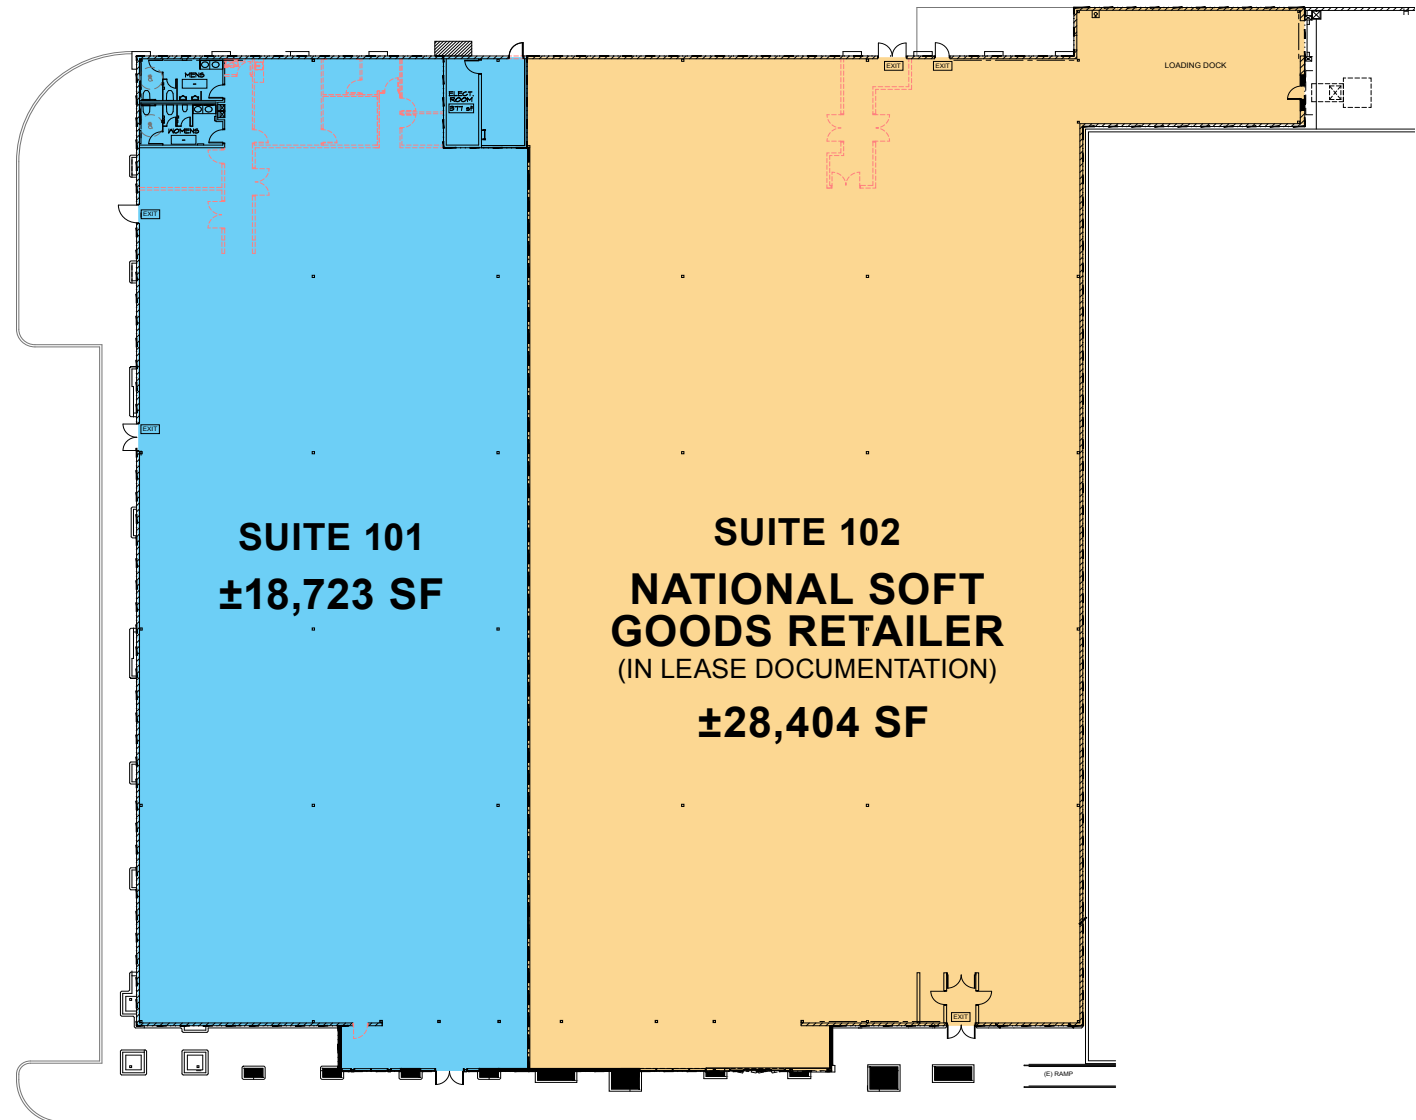 LOADING DOCK
EXIT
EXIT
MENS
ELECT.
ROOM
WOMENS
EXIT
EXIT
SUITE 101
±18,723 SF
SUITE 102
NATIONAL SOFT
GOODS RETAILER
(IN LEASE DOCUMENTATION)
±28,404 SF
EXIT
(E) RAMP